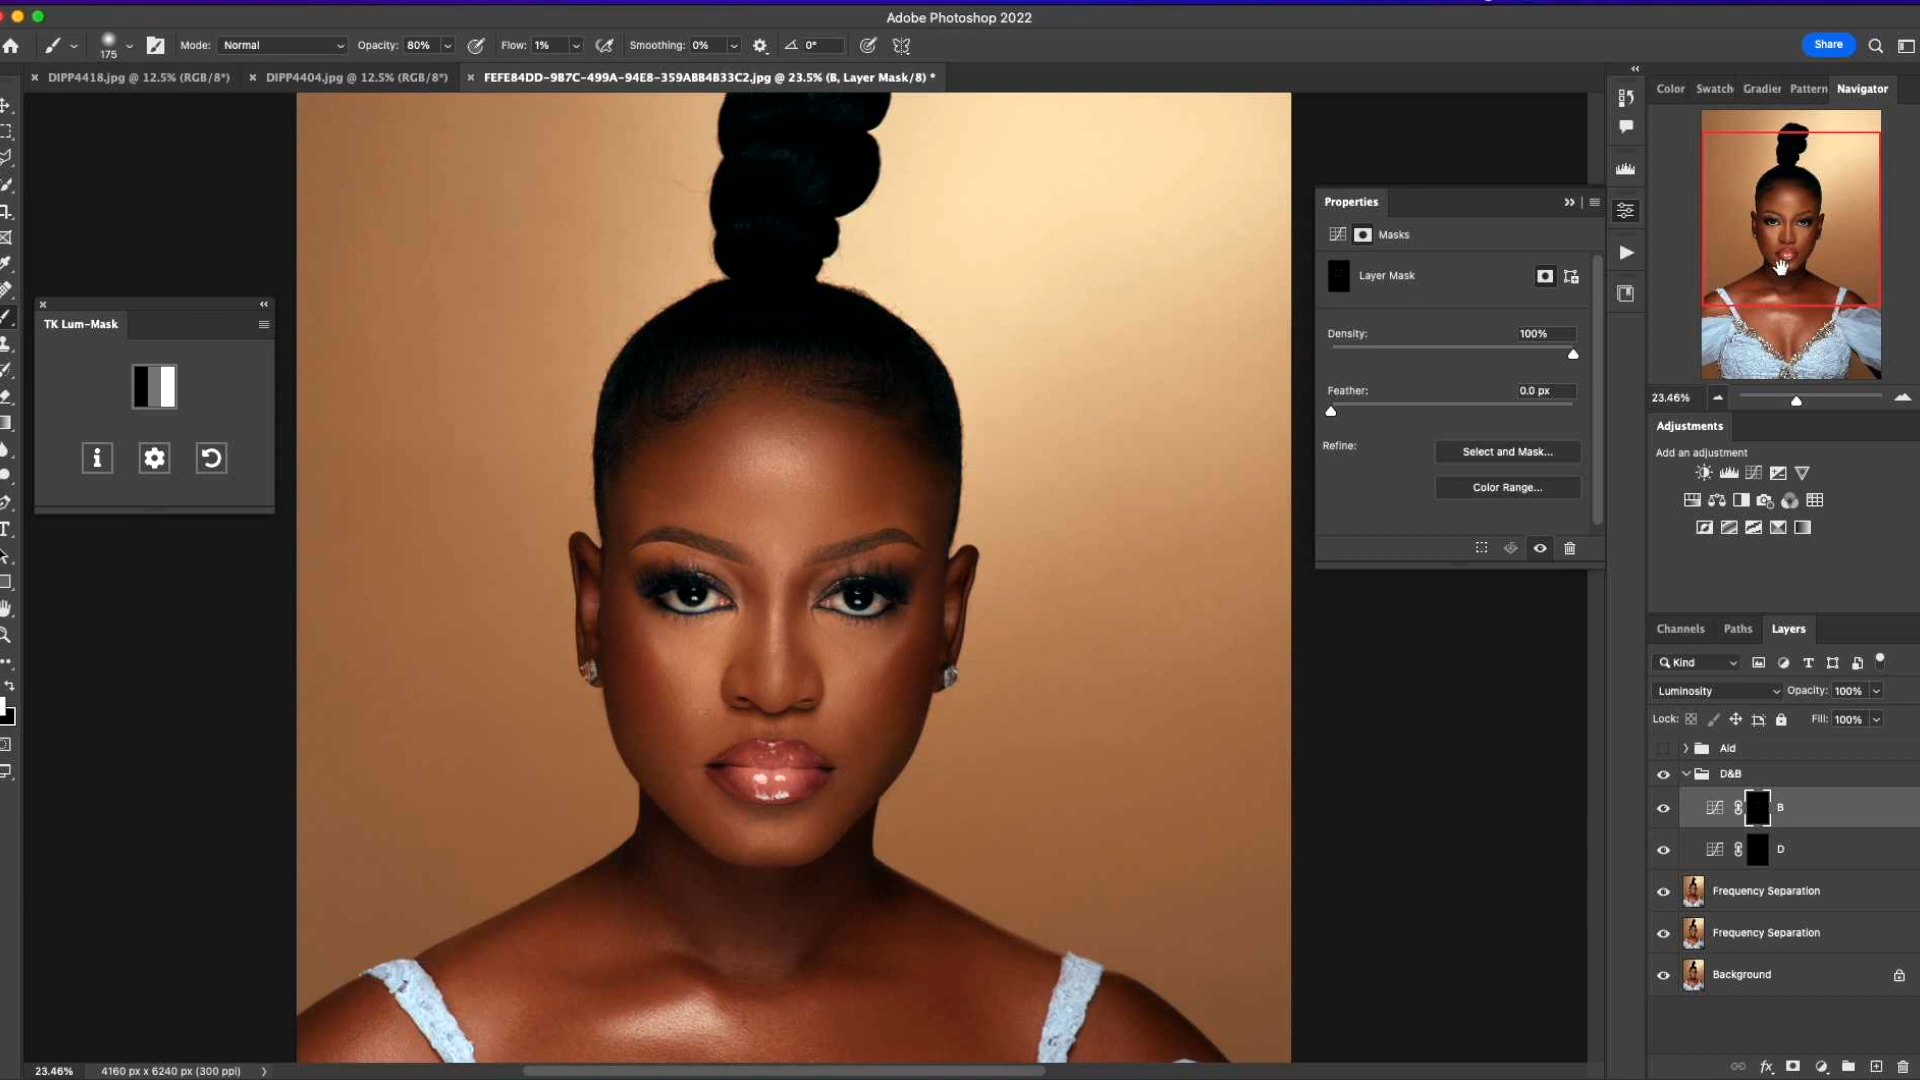 Adobe Photoshop 2022
175
Mode: Normal
Opacity: 80%
Flow: 1%
Smoothing: 0%
0°
Share
DIPP4418.jpg @ 12.5% (RGB/8*)
DIPP4404.jpg @ 12.5% (RGB/8*)
FEFE84DD-9B7C-499A-94E8-359ABB4B33C2.jpg @ 23.5% (B, Layer Mask/8) *
Color
Swatch
Gradier
Pattern
Navigator
TK Lum-Mask
Properties
Masks
Layer Mask
Density:
100%
Feather:
0.0 px
Refine:
Select and Mask...
Color Range...
23.46%
Adjustments
Add an adjustment
Channels
Paths
Layers
Kind
Luminosity
Opacity: 100%
Lock:
Fill: 100%
Aid
D&B
B
D
Frequency Separation
Frequency Separation
Background
fx
23.46%
4160 px x 6240 px (300 ppi)